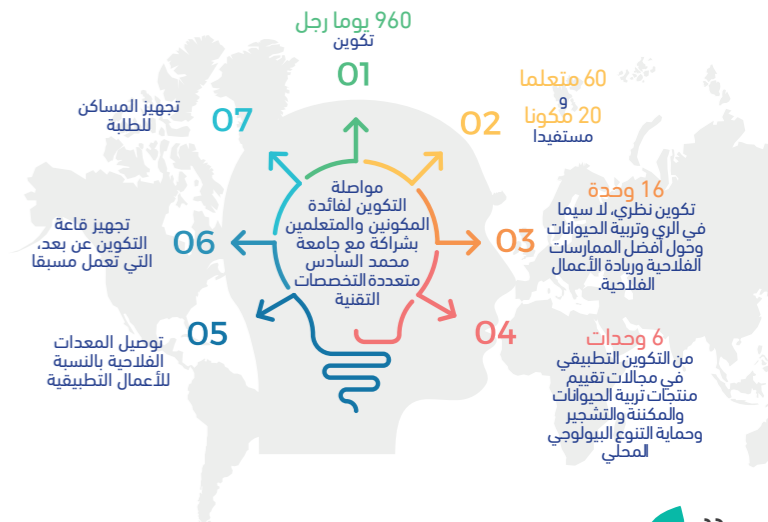 960 يوما رجل
تكوين
01
60 متعلما
و
20 مكونا
مستفيدا
02
16 وحدة
تكوين نظري، لا سيما
في الري وتربية الحيوانات
وحول أفضل الممارسات
الفلاحية وريادة الأعمال
الفلاحية.
03
6 وحدات
من التكوين التطبيقي
في مجالات تقييم
منتجات تربية الحيوانات
والمكننة والتشجير
وحماية التنوع البيولوجي
المحلي
04
توصيل المعدات
الفلاحية بالنسبة
للأعمال التطبيقية
05
تجهيز قاعة
التكوين عن بعد،
التي تعمل مسبقا
06
تجهيز المساكن
للطلبة
07
مواصلة
التكوين لفائدة
المكونين والمتعلمين
بشراكة مع جامعة
محمد السادس
متعددة التخصصات
التقنية